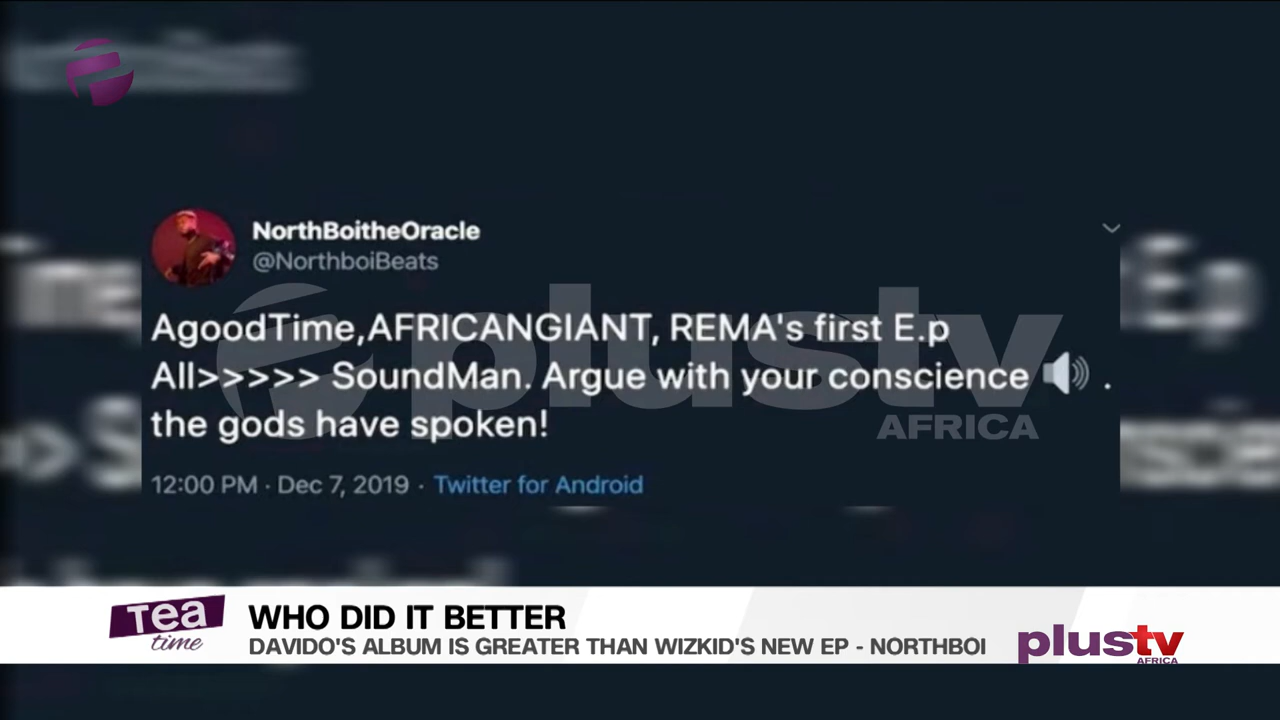 NorthBoitheOracle
@NorthboiBeats
AgoodTime,AFRICANGIANT, REMA's first E.p
All>>>>> SoundMan. Argue with your conscience 🔊 .
the gods have spoken!
12:00 PM · Dec 7, 2019 · Twitter for Android
plustv
AFRICA
Tea
time
WHO DID IT BETTER
DAVIDO'S ALBUM IS GREATER THAN WIZKID'S NEW EP - NORTHBOI
plustv
AFRICA